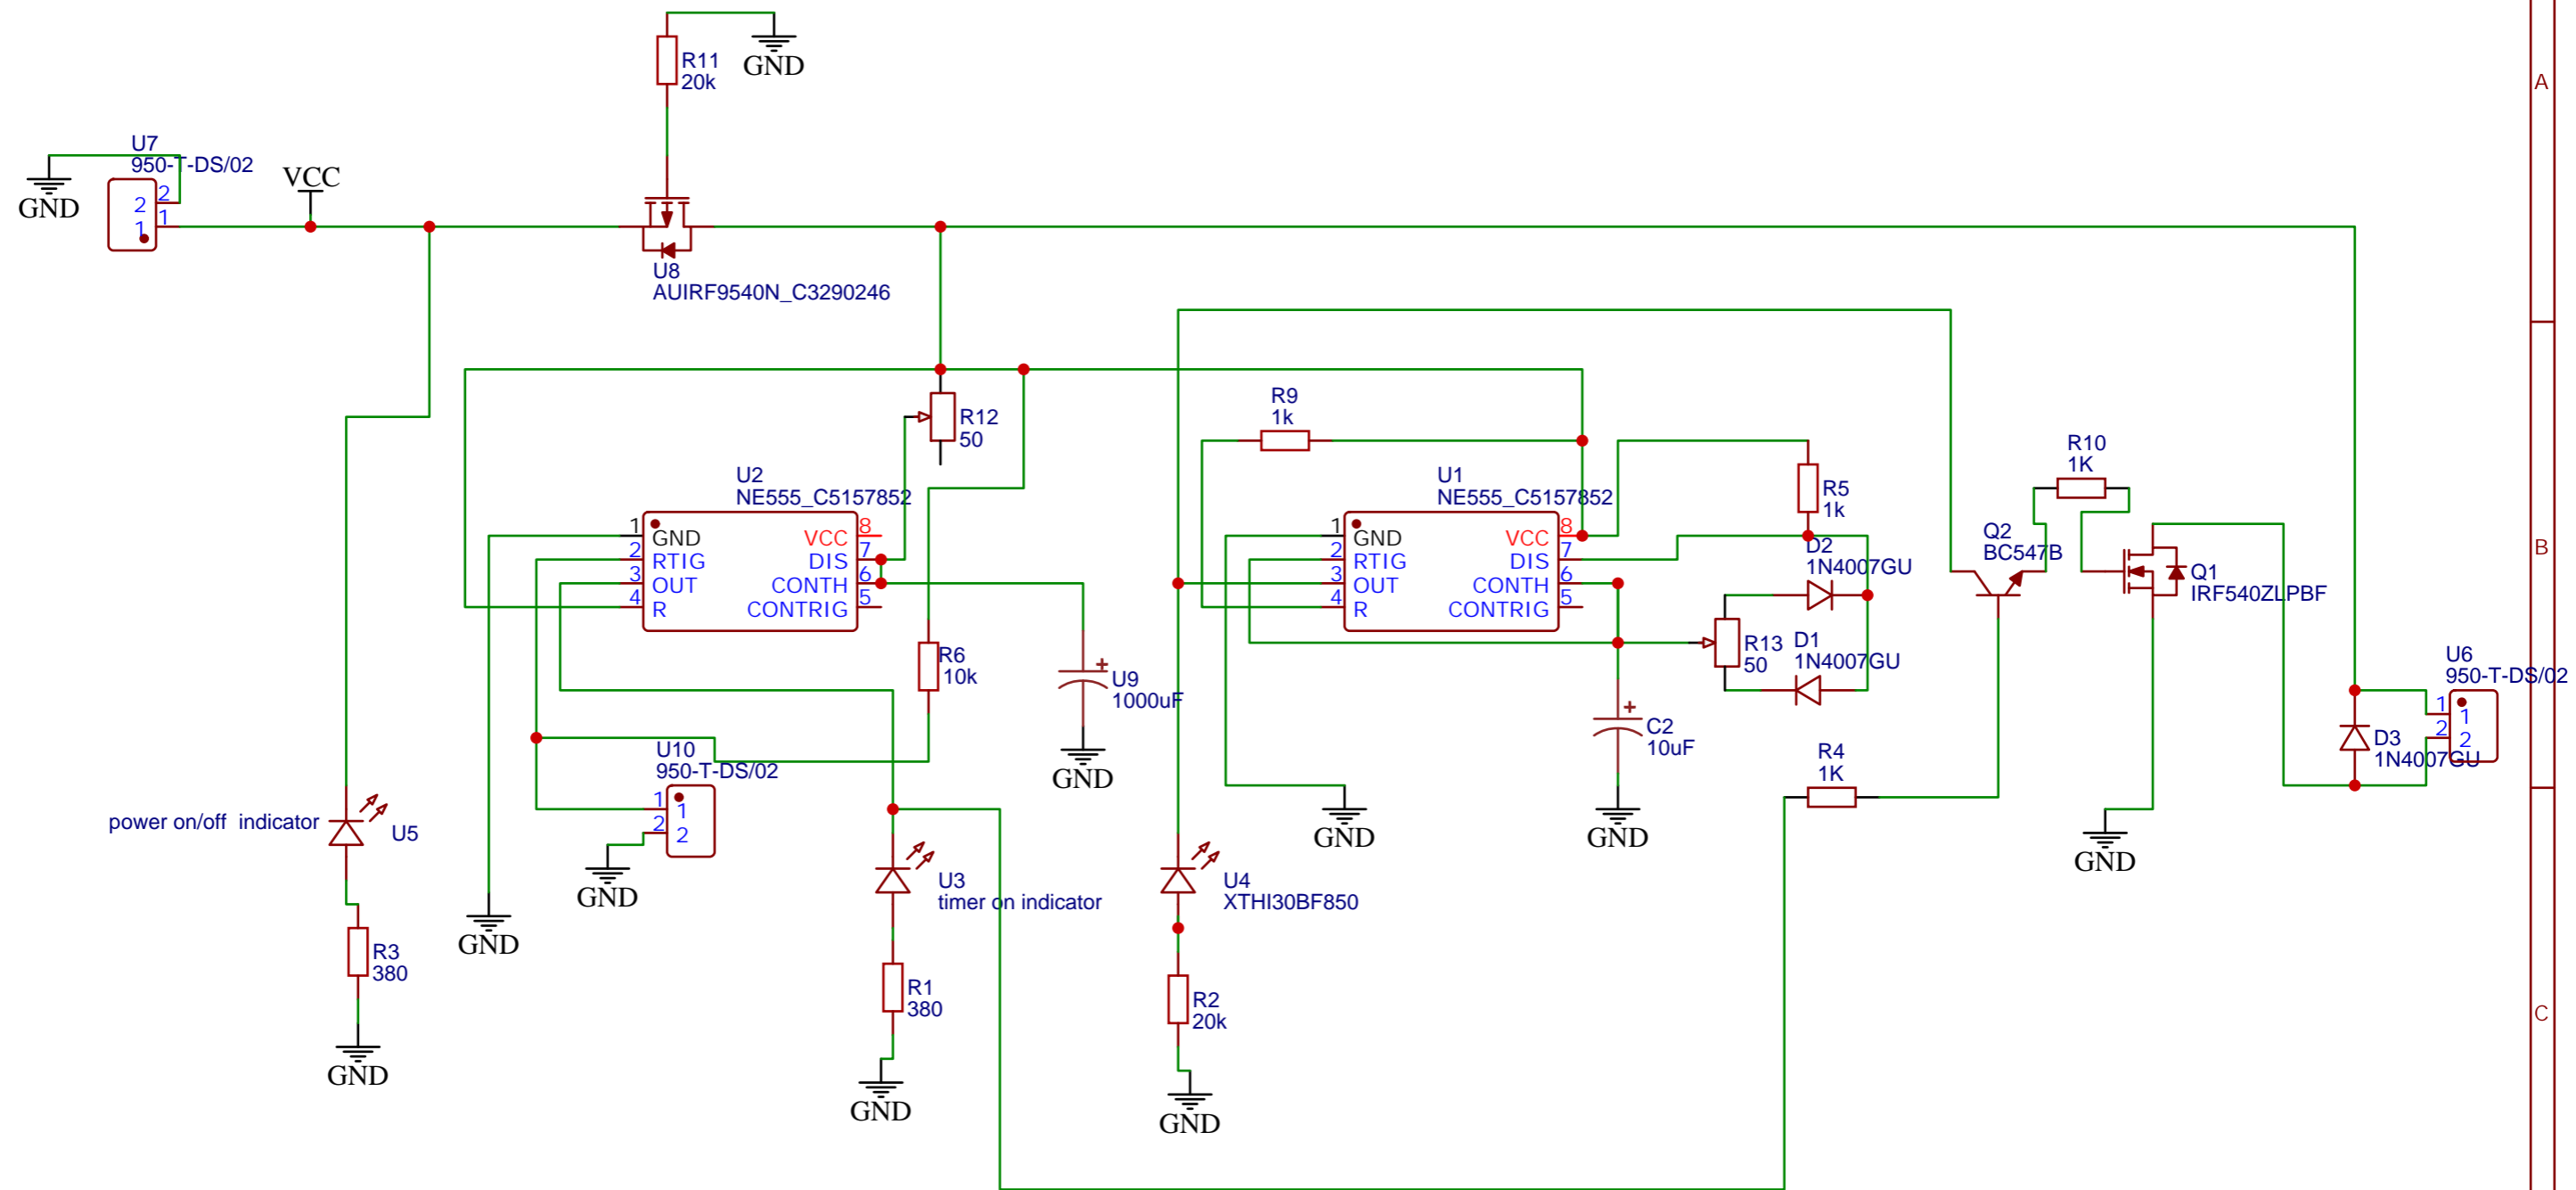 R11
20k
GND
A
U7
950-T-DS/02
GND
VCC
2
2
1
1
U8
AUIRF9540N_C3290246
R12
50
R9
1k
R10
1K
U2
NE555_C5157852
1 GND
2 RTIG
3 OUT
4 R
VCC 8
DIS 7
CONTH 6
CONTRIG 5
U1
NE555_C5157852
1 GND
2 RTIG
3 OUT
4 R
VCC 8
DIS 7
CONTH 6
CONTRIG 5
R5
1k
D2
1N4007GU
Q2
BC547B
B
Q1
IRF540ZLPBF
R13
50
D1
1N4007GU
R6
10k
U9
1000uF
GND
C2
10uF
GND
U6
950-T-DS/02
1 1
2 2
D3
1N4007GU
R4
1K
U10
950-T-DS/02
1 1
2 2
GND
GND
GND
GND
power on/off indicator
U5
U3
timer on indicator
U4
XTHI30BF850
R3
380
GND
R1
380
GND
R2
20k
GND
C